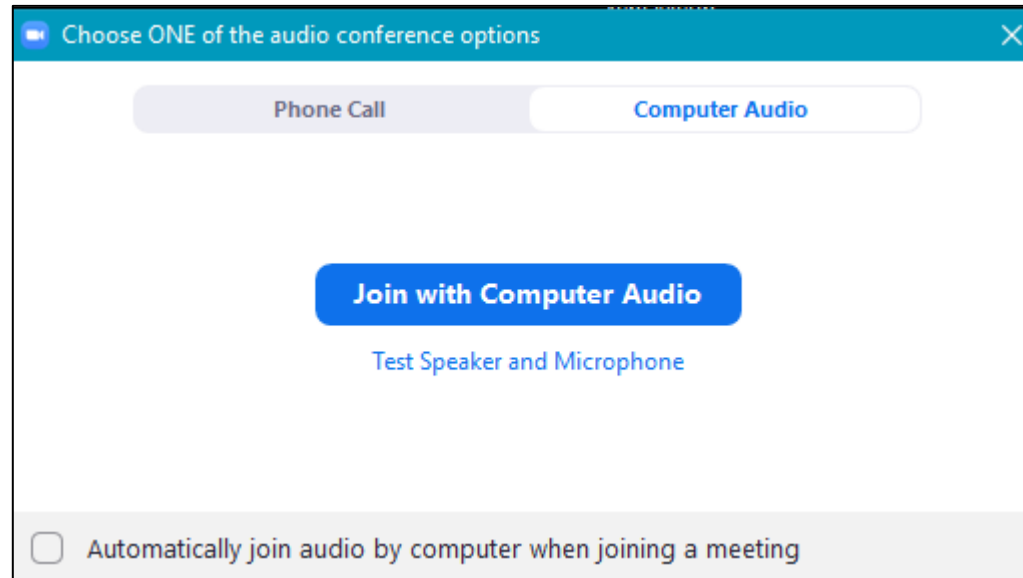 Choose ONE of the audio conference options
Phone Call
Computer Audio
Join with Computer Audio
Test Speaker and Microphone
Automatically join audio by computer when joining a meeting